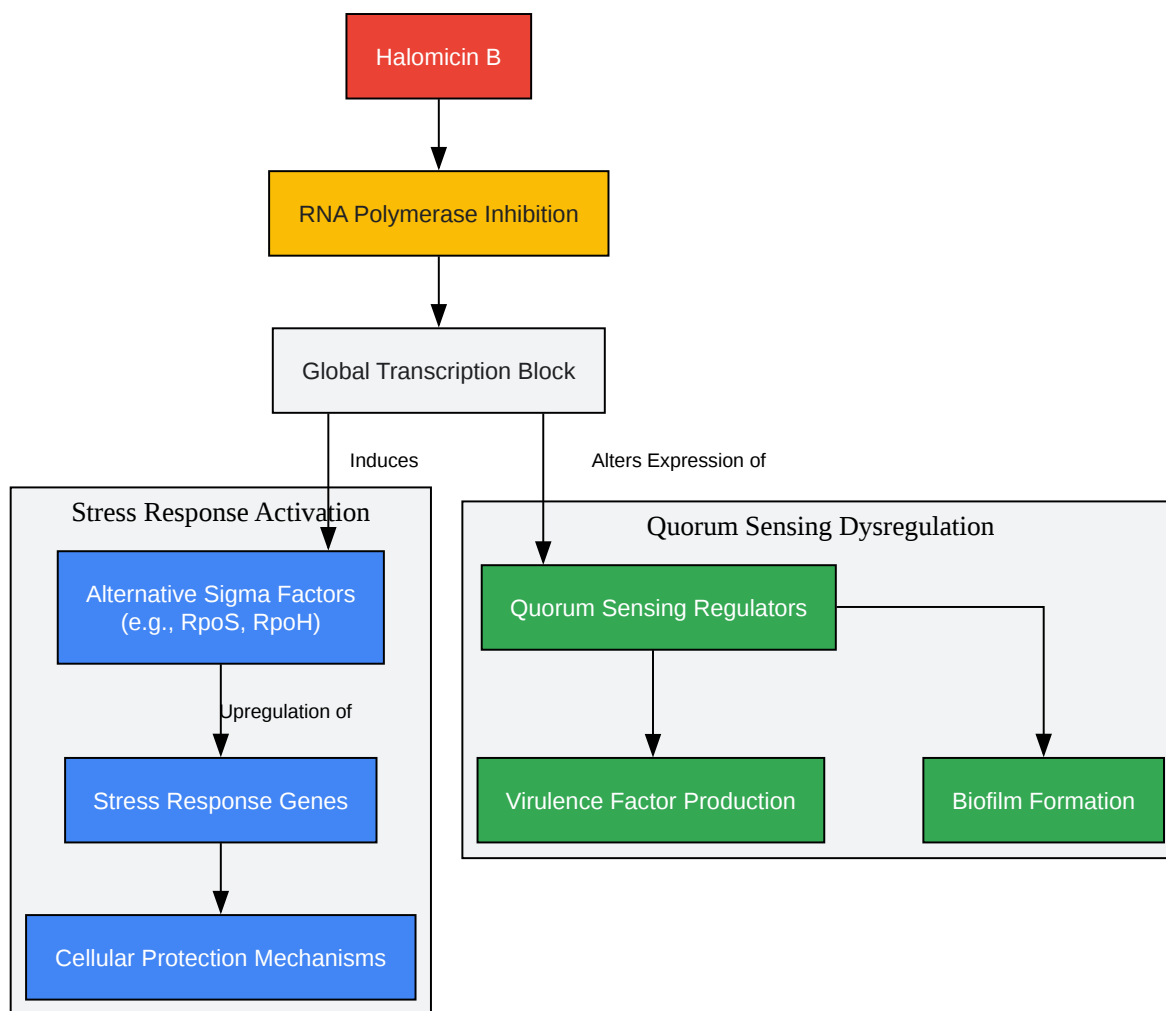 Halomicin B
RNA Polymerase Inhibition
Global Transcription Block
Induces
Alters Expression of
Stress Response Activation
Quorum Sensing Dysregulation
Alternative Sigma Factors
(e.g., RpoS, RpoH)
Quorum Sensing Regulators
Upregulation of
Stress Response Genes
Virulence Factor Production
Biofilm Formation
Cellular Protection Mechanisms